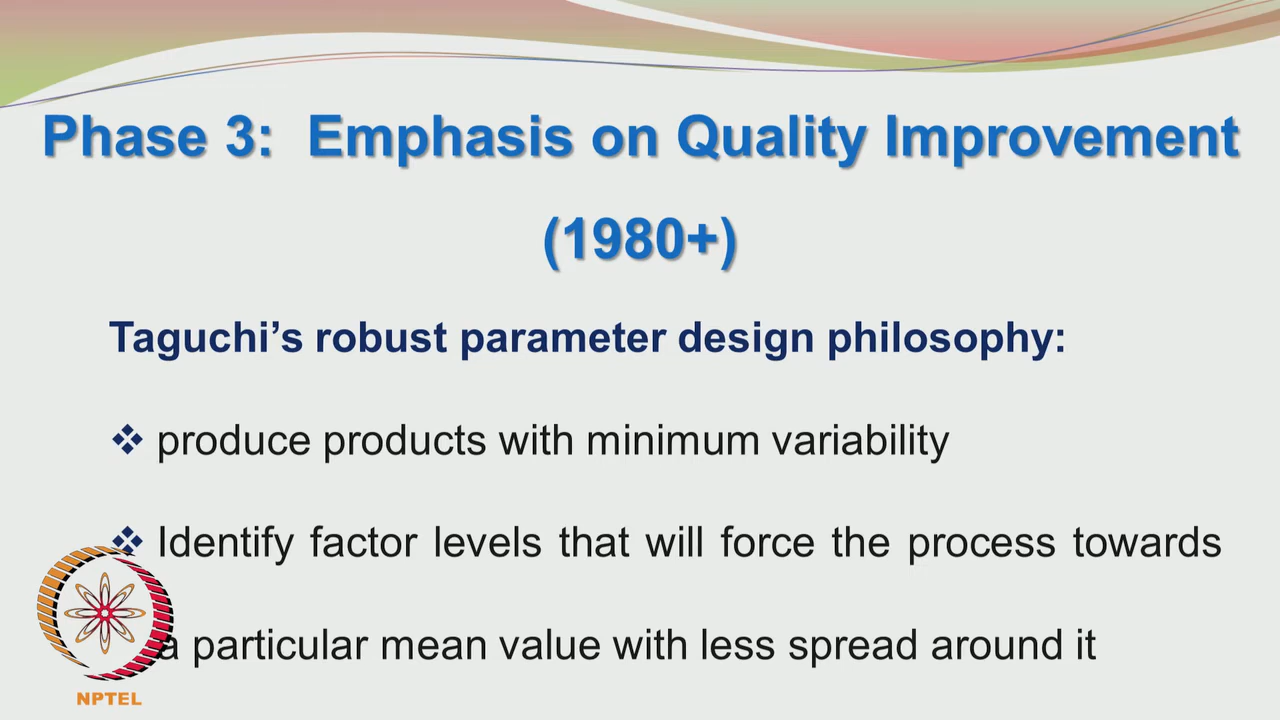 Phase 3: Emphasis on Quality Improvement
(1980+)
Taguchi’s robust parameter design philosophy:
❖ produce products with minimum variability
❖ Identify factor levels that will force the process towards
a particular mean value with less spread around it
NPTEL